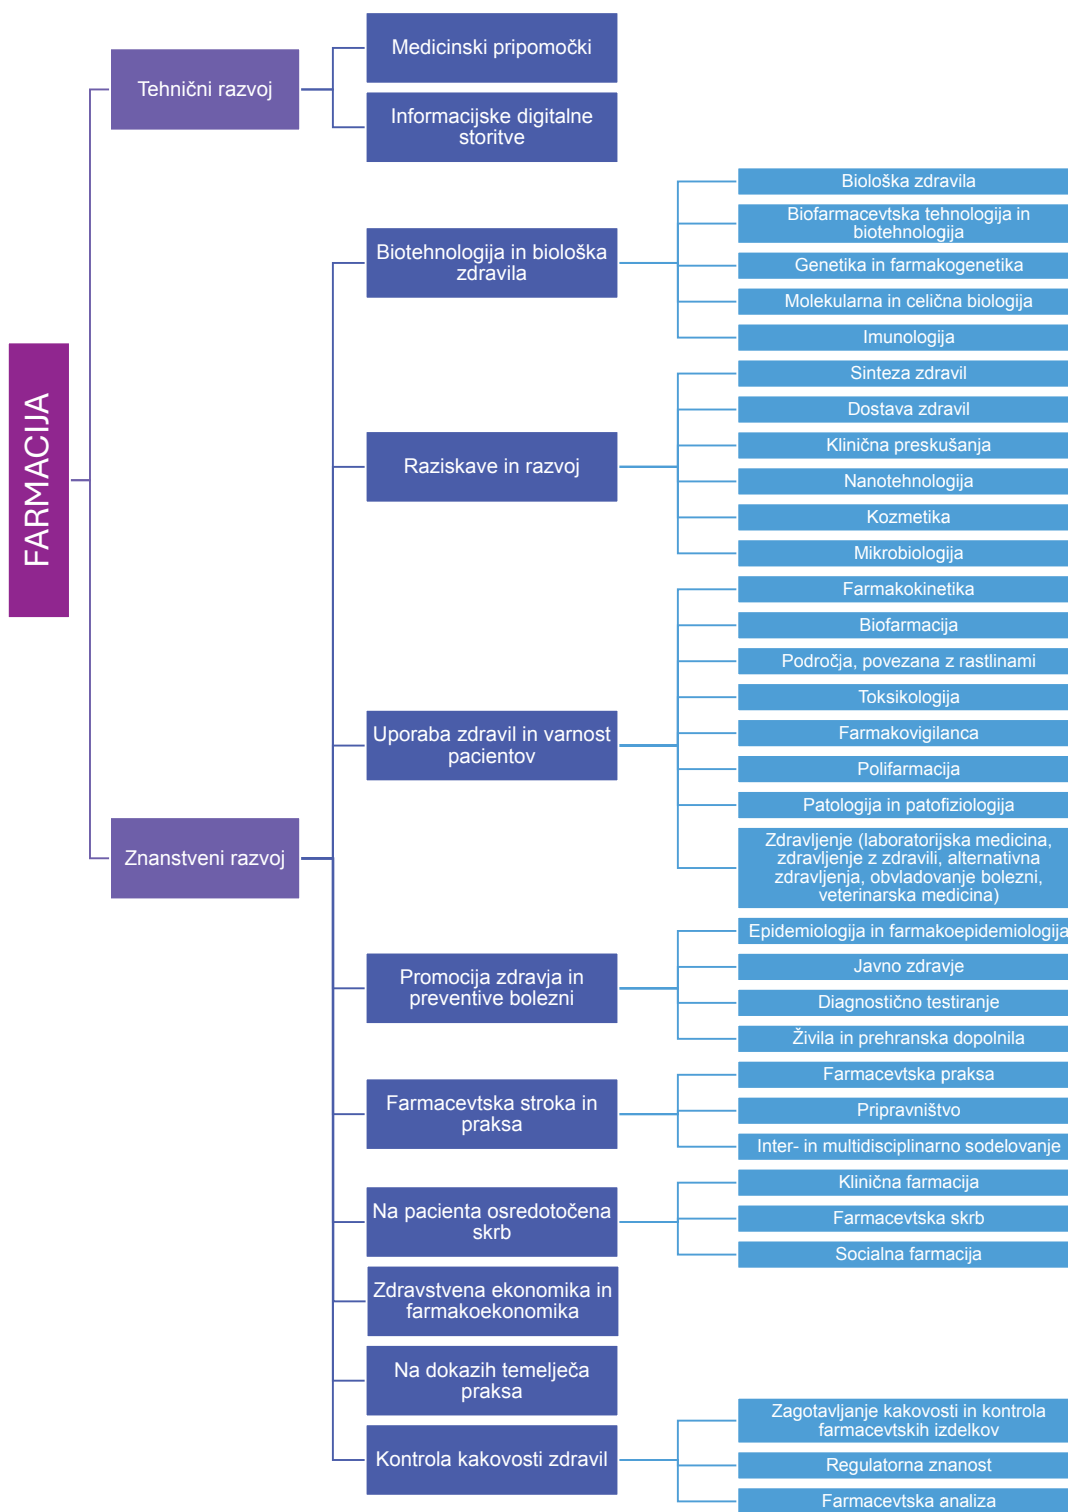 FARMACIJA
Tehnični razvoj
Medicinski pripomočki
Informacijske digitalne
storitve
Znanstveni razvoj
Biotehnologija in biološka
zdravila
Biološka zdravila
Biofarmacevtska tehnologija in
biotehnologija
Genetika in farmakogenetika
Molekularna in celična biologija
Imunologija
Raziskave in razvoj
Sinteza zdravil
Dostava zdravil
Klinična preskušanja
Nanotehnologija
Kozmetika
Mikrobiologija
Uporaba zdravil in varnost
pacientov
Farmakokinetika
Biofarmacija
Področja, povezana z rastlinami
Toksikologija
Farmakovigilanca
Polifarmacija
Patologija in patofiziologija
Zdravljenje (laboratorijska medicina,
zdravljenje z zdravili, alternativna
zdravljenja, obvladovanje bolezni,
veterinarska medicina)
Promocija zdravja in
preventive bolezni
Epidemiologija in farmakoepidemiologija
Javno zdravje
Diagnostično testiranje
Živila in prehranska dopolnila
Farmacevtska stroka in
praksa
Farmacevtska praksa
Pripravništvo
Inter- in multidisciplinarno sodelovanje
Na pacienta osredotočena
skrb
Klinična farmacija
Farmacevtska skrb
Socialna farmacija
Zdravstvena ekonomika in
farmakoekonomika
Na dokazih temelječa
praksa
Kontrola kakovosti zdravil
Zagotavljanje kakovosti in kontrola
farmacevtskih izdelkov
Regulatorna znanost
Farmacevtska analiza